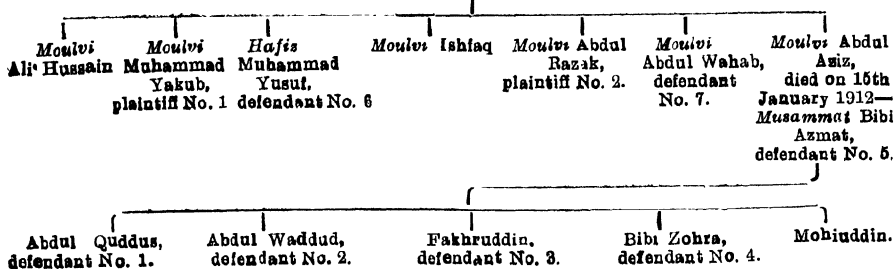 Moulvi
Ali Hussain
Moulvi
Muhammad
Yakub,
plaintiff No. 1
Hafiz
Muhammad
Yusuf,
defendant No. 6
Moulvi Ishfaq
Moulvi Abdul
Razak,
plaintiff No. 2.
Moulvi
Abdul Wahab,
defendant
No. 7.
Moulvi Abdul
Aziz,
died on 15th
January 1912—
Musammat Bibi
Azmat,
defendant No. 5.
Abdul Quddus,
defendant No. 1.
Abdul Waddud,
defendant No. 2.
Fakhruddin,
defendant No. 3.
Bibi Zohra,
defendant No. 4.
Mohiuddin.